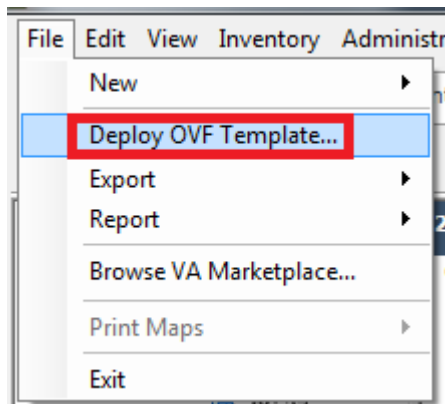 File Edit View Inventory Administr
New
Deploy OVF Template...
Export
Report
Browse VA Marketplace...
Print Maps
Exit